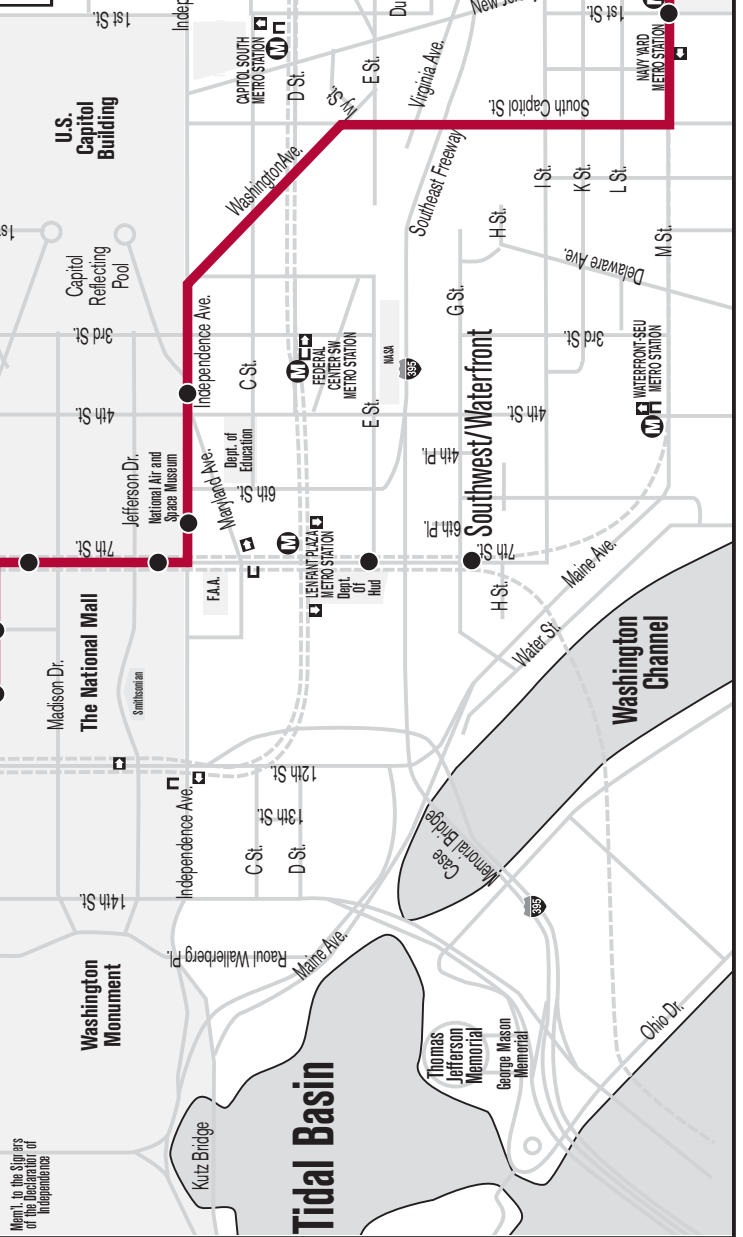 1st St.
U.S.
Capitol
Building
Indep
CAPITOL SOUTH
METRO STATION
M
D St.
Ivy St.
E St.
Du
Virginia Ave.
South Capitol St.
1st St.
NAVY YARD
METRO STATION
Washington Ave.
Southeast Freeway
I St.
K St.
L St.
M St.
H St.
Delaware Ave.
1st
Capitol
Reflecting
Pool
3rd St.
Independence Ave.
C St.
M
FEDERAL
CENTER SW
METRO STATION
NASA
395
G St.
3rd St.
WATERFRONT-SEU
METRO STATION
M
4th St.
E St.
4th St.
4th Pl.
Southwest/Waterfront
Jefferson Dr.
National Air and
Space Museum
Maryland Ave.
Dept. of
Education
6th St.
6th Pl.
7th St.
7th St.
M
LENFANT PLAZA
METRO STATION
Dept.
Of
Hud
F.A.A.
H St.
Maine Ave.
Water St.
Washington
Channel
Madison Dr.
The National Mall
Smithsonian
12th St.
13th St.
Independence Ave.
C St.
D St.
14th St.
Case
Memorial Bridge
395
Raoul Wallerberg Pl.
Maine Ave.
Washington
Monument
Thomas
Jefferson
Memorial
George Mason
Memorial
Ohio Dr.
Tidal Basin
Kutz Bridge
Mem'l. to the Signers
of the Declaration of
Independence